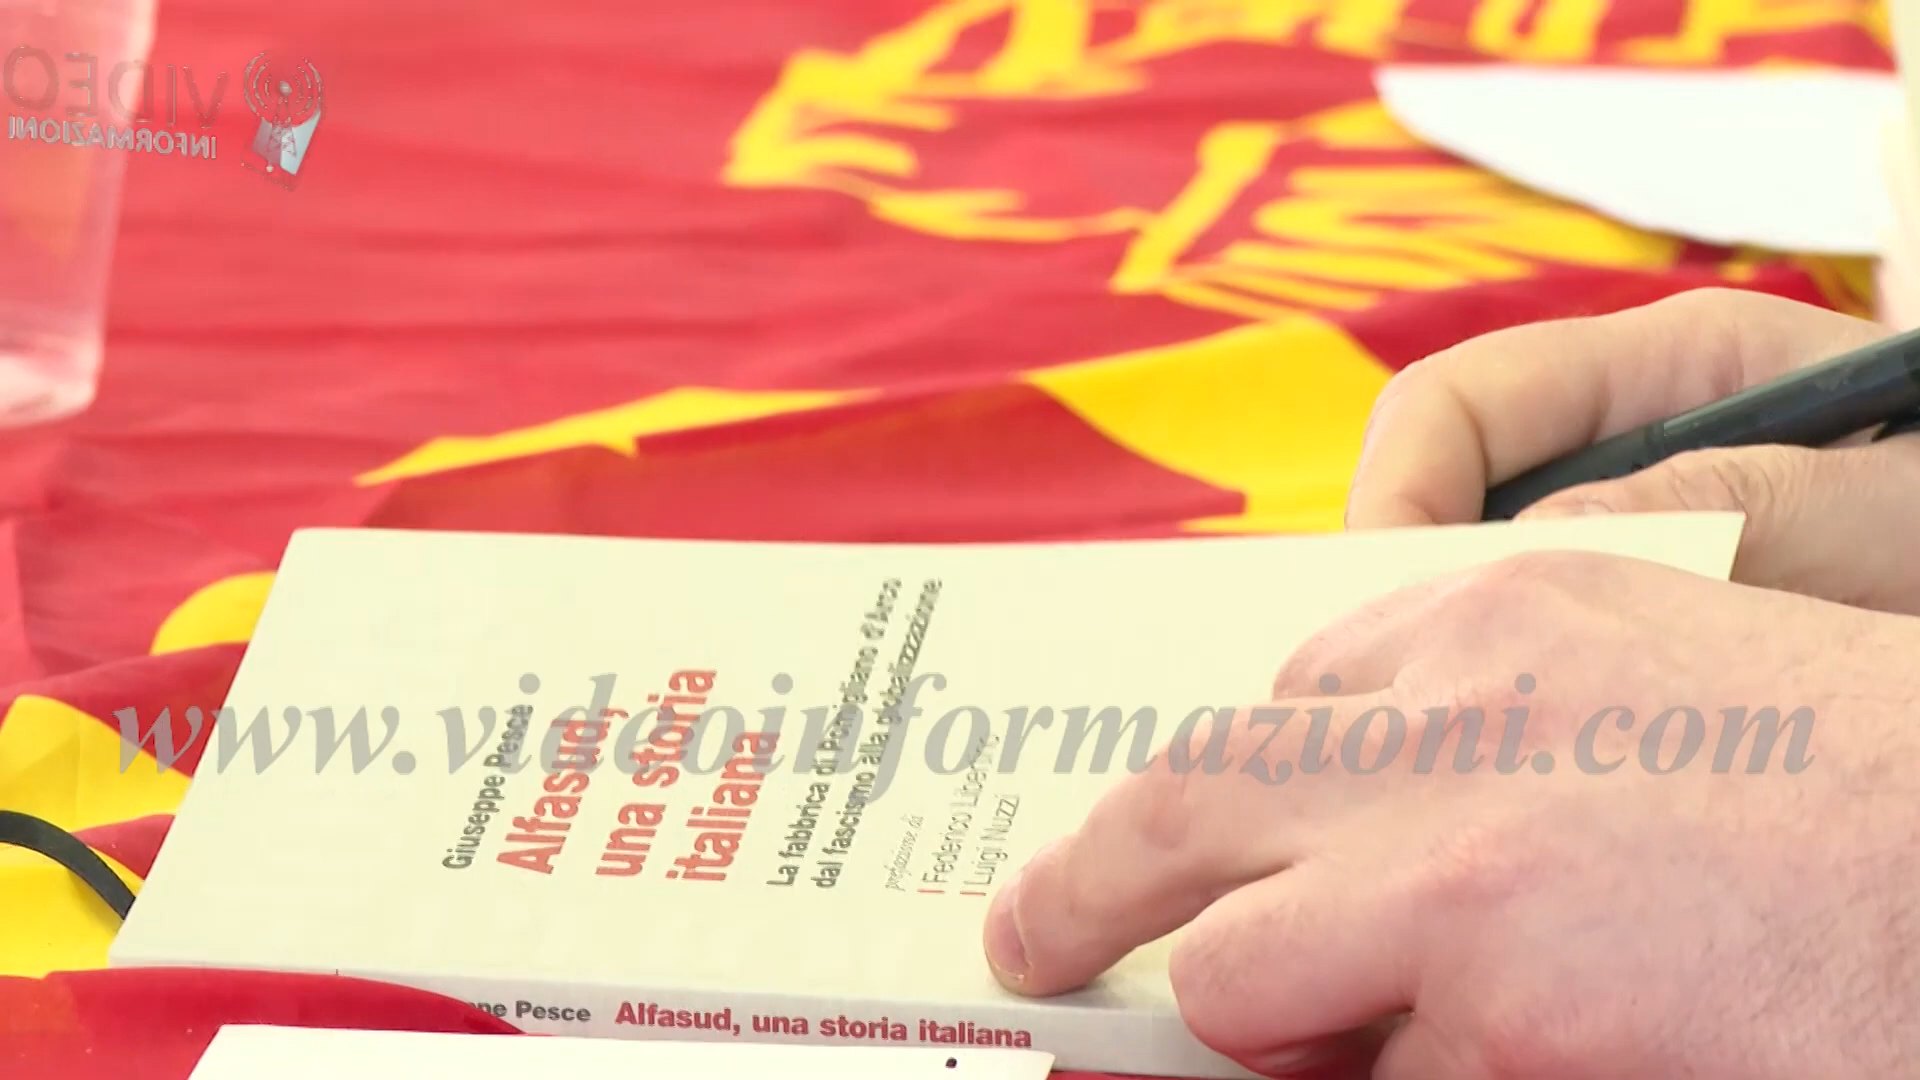 VIDEO
INFORMAZIONI
Giuseppe Pesce
Alfasud,
una storia
italiana
La fabbrica di Pomigliano d'Arco
dal fascismo alla globalizzazione
prefazione di
| Federico Libertino
| Luigi Nuzzi
www.videoinformazioni.com
Pesce Alfasud, una storia italiana